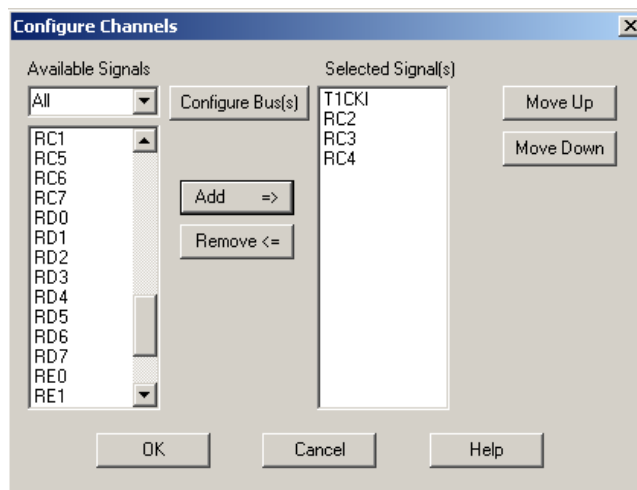 Configure Channels
Available Signals
All
RC1
RC5
RC6
RC7
RD0
RD1
RD2
RD3
RD4
RD5
RD6
RD7
RE0
RE1
Configure Bus(s)
Add =>
Remove <=
Selected Signal(s)
T1CKI
RC2
RC3
RC4
Move Up
Move Down
OK
Cancel
Help